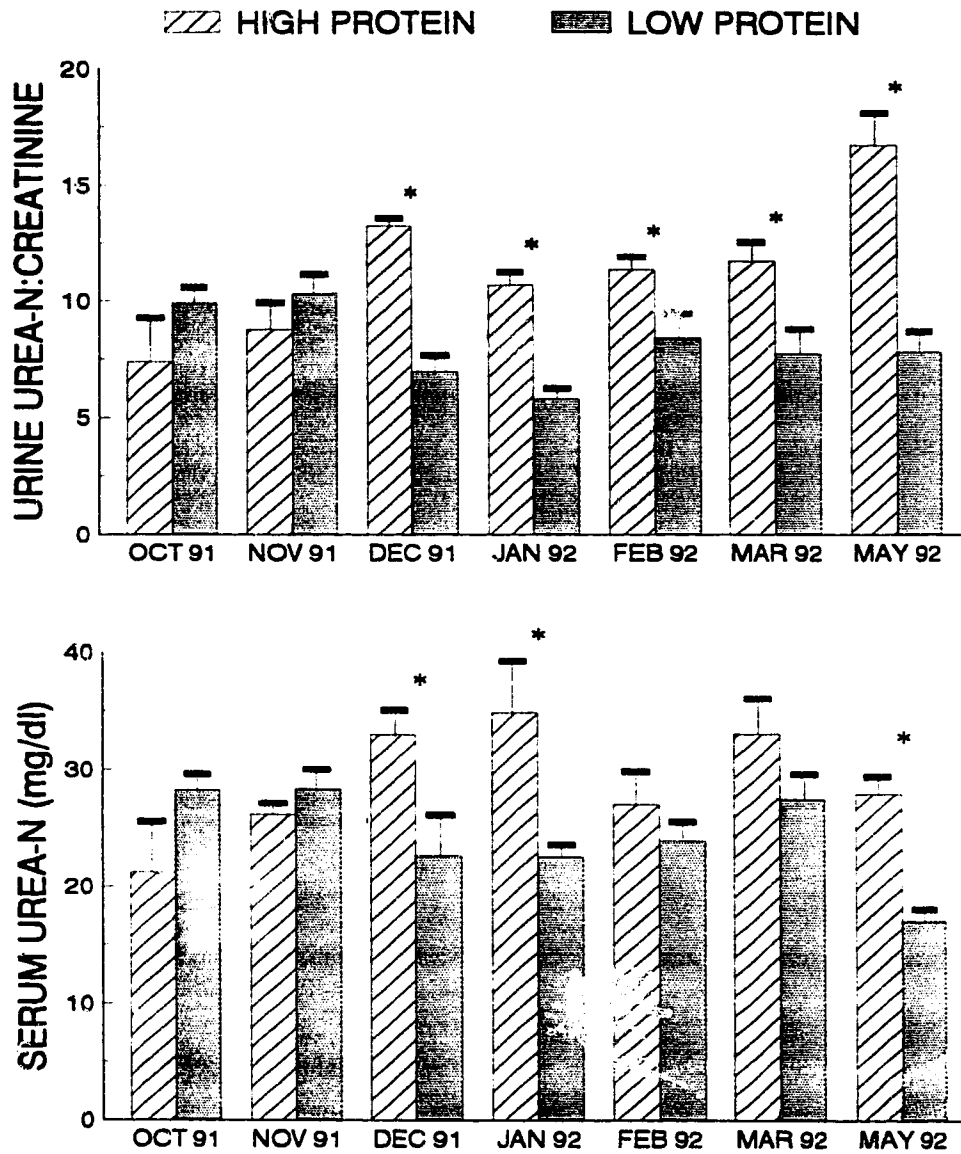 HIGH PROTEIN LOW PROTEIN
URINE UREA-N:CREATININE
20
15
10
5
0
* * * * *
OCT 91 NOV 91 DEC 91 JAN 92 FEB 92 MAR 92 MAY 92
SERUM UREA-N (mg/dl)
40
30
20
10
0
* * *
OCT 91 NOV 91 DEC 91 JAN 92 FEB 92 MAR 92 MAY 92